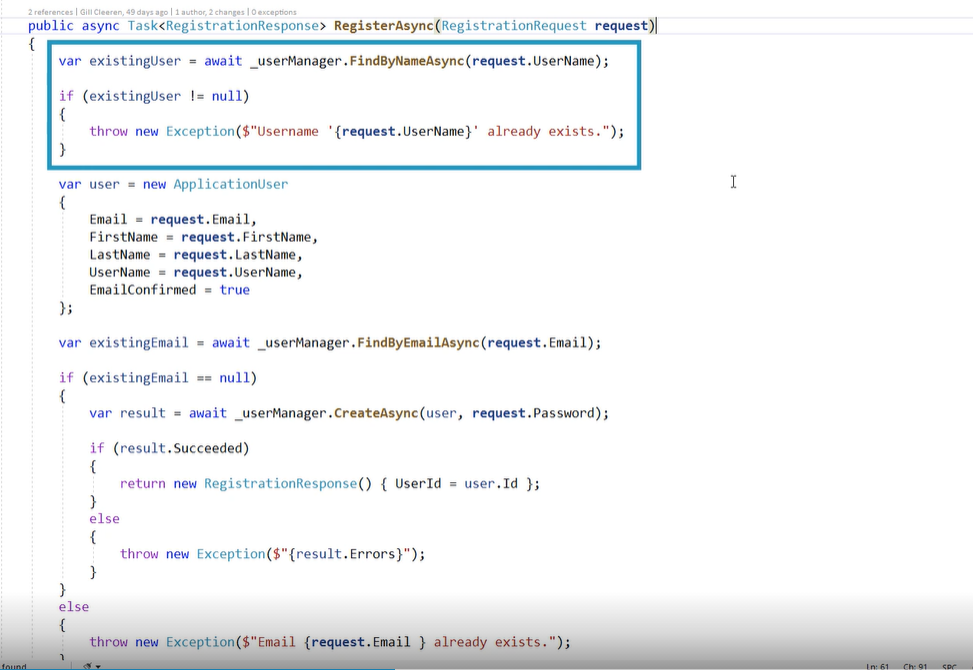 2 references | Gill Cleeren, 49 days ago | 1 author, 2 changes | 0 exceptions
public async Task<RegistrationResponse> RegisterAsync(RegistrationRequest request)
{
var existingUser = await _userManager.FindByNameAsync(request.UserName);
if (existingUser != null)
{
throw new Exception($"Username '{request.UserName}' already exists.");
}
var user = new ApplicationUser
{
Email = request.Email,
FirstName = request.FirstName,
LastName = request.LastName,
UserName = request.UserName,
EmailConfirmed = true
};
var existingEmail = await _userManager.FindByEmailAsync(request.Email);
if (existingEmail == null)
{
var result = await _userManager.CreateAsync(user, request.Password);
if (result.Succeeded)
{
return new RegistrationResponse() { UserId = user.Id };
}
else
{
throw new Exception($"{result.Errors}");
}
}
else
{
throw new Exception($"Email {request.Email } already exists.");
}
found
Ln: 61 Ch: 91 SPC